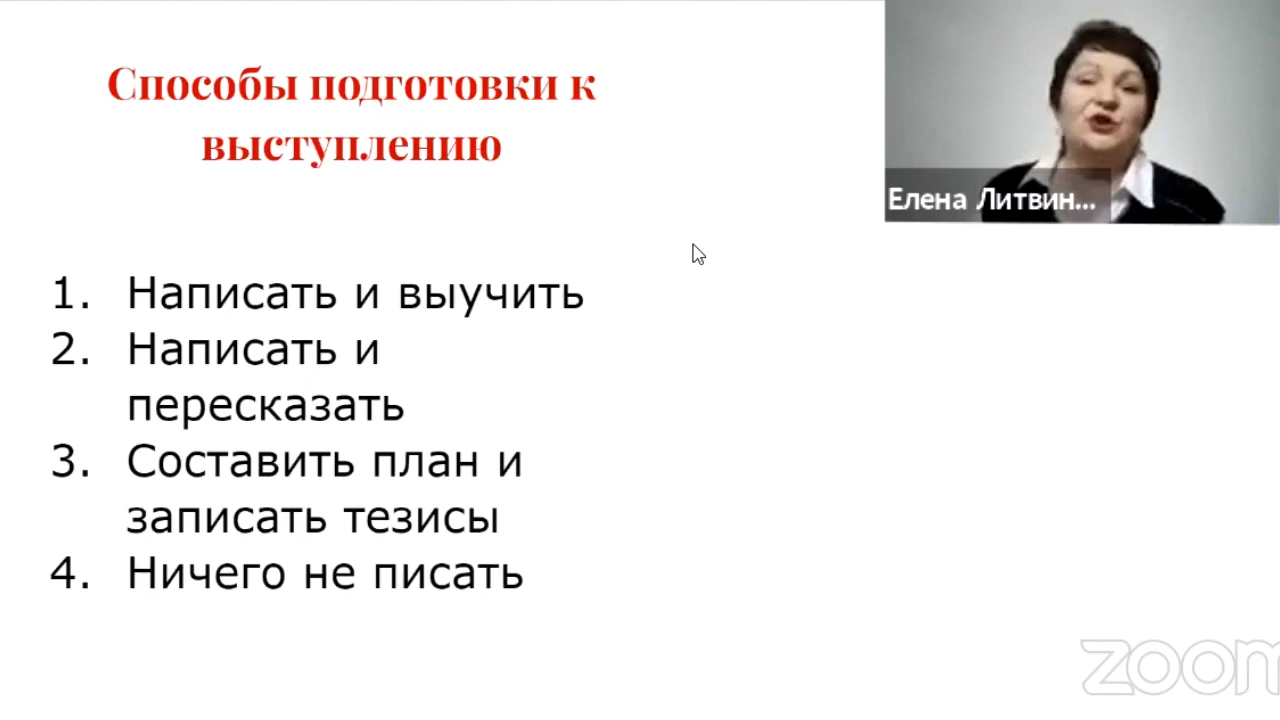 Способы подготовки к
выступлению
Елена Литвин...
1. Написать и выучить
2. Написать и
пересказать
3. Составить план и
записать тезисы
4. Ничего не писать
zoom